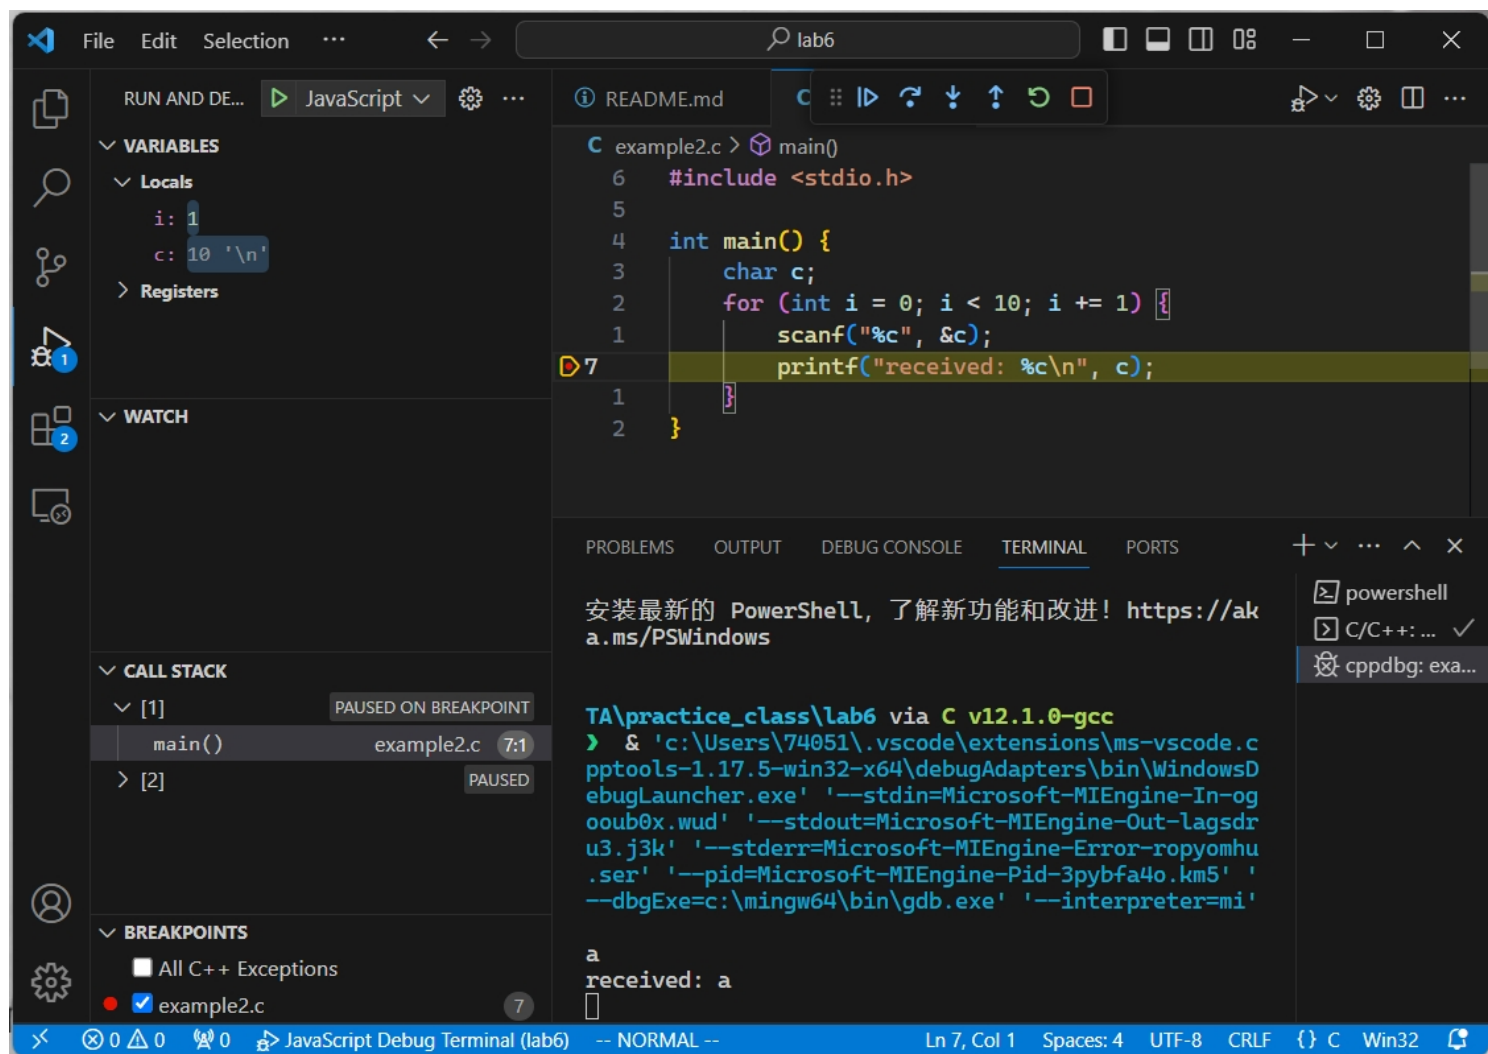 File Edit Selection ··· lab6
RUN AND DE... JavaScript ···
VARIABLES
Locals
i: 1
c: 10 '\n'
Registers
WATCH
CALL STACK
[1] PAUSED ON BREAKPOINT
main() example2.c 7:1
[2] PAUSED
BREAKPOINTS
All C++ Exceptions
example2.c 7
1
2
README.md C
C example2.c > main()
6 #include <stdio.h>
5
4 int main() {
3 char c;
2 for (int i = 0; i < 10; i += 1) {
1 scanf("%c", &c);
7 printf("received: %c\n", c);
1 }
2 }
PROBLEMS OUTPUT DEBUG CONSOLE TERMINAL PORTS
安装最新的 PowerShell，了解新功能和改进！https://ak
a.ms/PSWindows
TA\practice_class\lab6 via C v12.1.0-gcc
❯ & 'c:\Users\74051\.vscode\extensions\ms-vscode.c
pptools-1.17.5-win32-x64\debugAdapters\bin\WindowsD
ebugLauncher.exe' '--stdin=Microsoft-MIEngine-In-og
ooub0x.wud' '--stdout=Microsoft-MIEngine-Out-lagsdr
u3.j3k' '--stderr=Microsoft-MIEngine-Error-ropyomhu
.ser' '--pid=Microsoft-MIEngine-Pid-3pybfa4o.km5' '
--dbgExe=c:\mingw64\bin\gdb.exe' '--interpreter=mi'
a
received: a
powershell
C/C++: ...
cppdbg: exa...
0 0 0 JavaScript Debug Terminal (lab6) -- NORMAL -- Ln 7, Col 1 Spaces: 4 UTF-8 CRLF {} C Win32